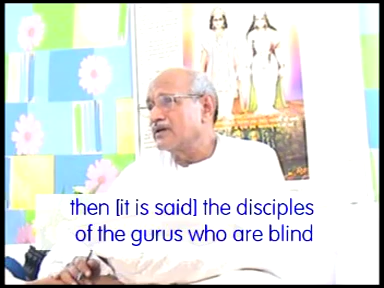 then [it is said] the disciples
of the gurus who are blind